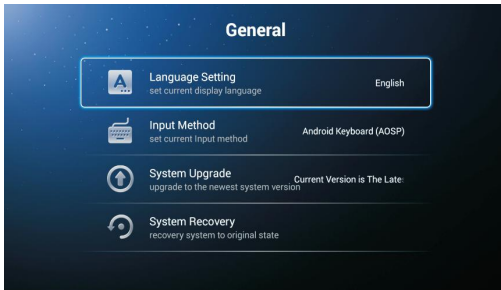 General
Language Setting
set current display language
English
Input Method
set current Input method
Android Keyboard (AOSP)
System Upgrade
upgrade to the newest system version
Current Version is The Late
System Recovery
recovery system to original state